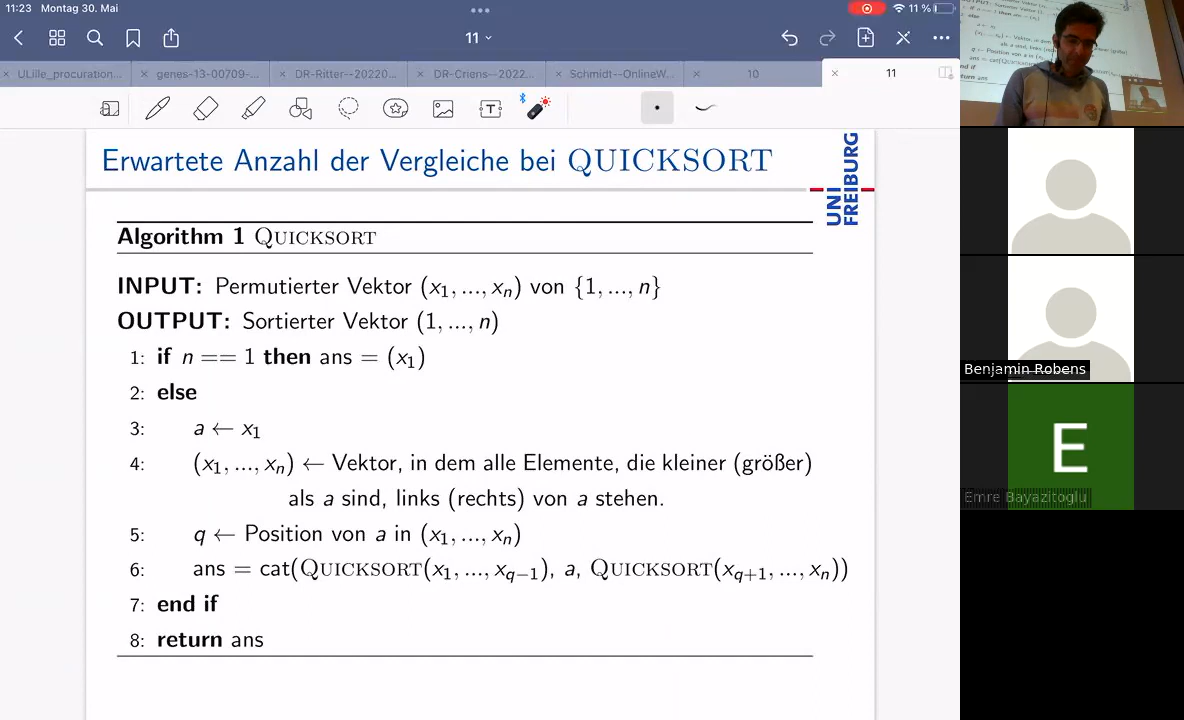 11:23 Montag 30. Mai
11 %
11
ULille_procuration...
genes-13-00709-...
DR-Ritter--20220...
DR-Criens--2022...
Schmidt--OnlineW...
10
11
Erwartete Anzahl der Vergleiche bei QUICKSORT
UNI
FREIBURG
Algorithm 1 QUICKSORT
INPUT: Permutierter Vektor (x₁, ..., xₙ) von {1, ..., n}
OUTPUT: Sortierter Vektor (1, ..., n)
1: if n == 1 then ans = (x₁)
2: else
3: a ← x₁
4: (x₁, ..., xₙ) ← Vektor, in dem alle Elemente, die kleiner (größer)
als a sind, links (rechts) von a stehen.
5: q ← Position von a in (x₁, ..., xₙ)
6: ans = cat(QUICKSORT(x₁, ..., x_{q−1}), a, QUICKSORT(x_{q+1}, ..., xₙ))
7: end if
8: return ans
Benjamin Robens
E
Emre Bayazitoglu